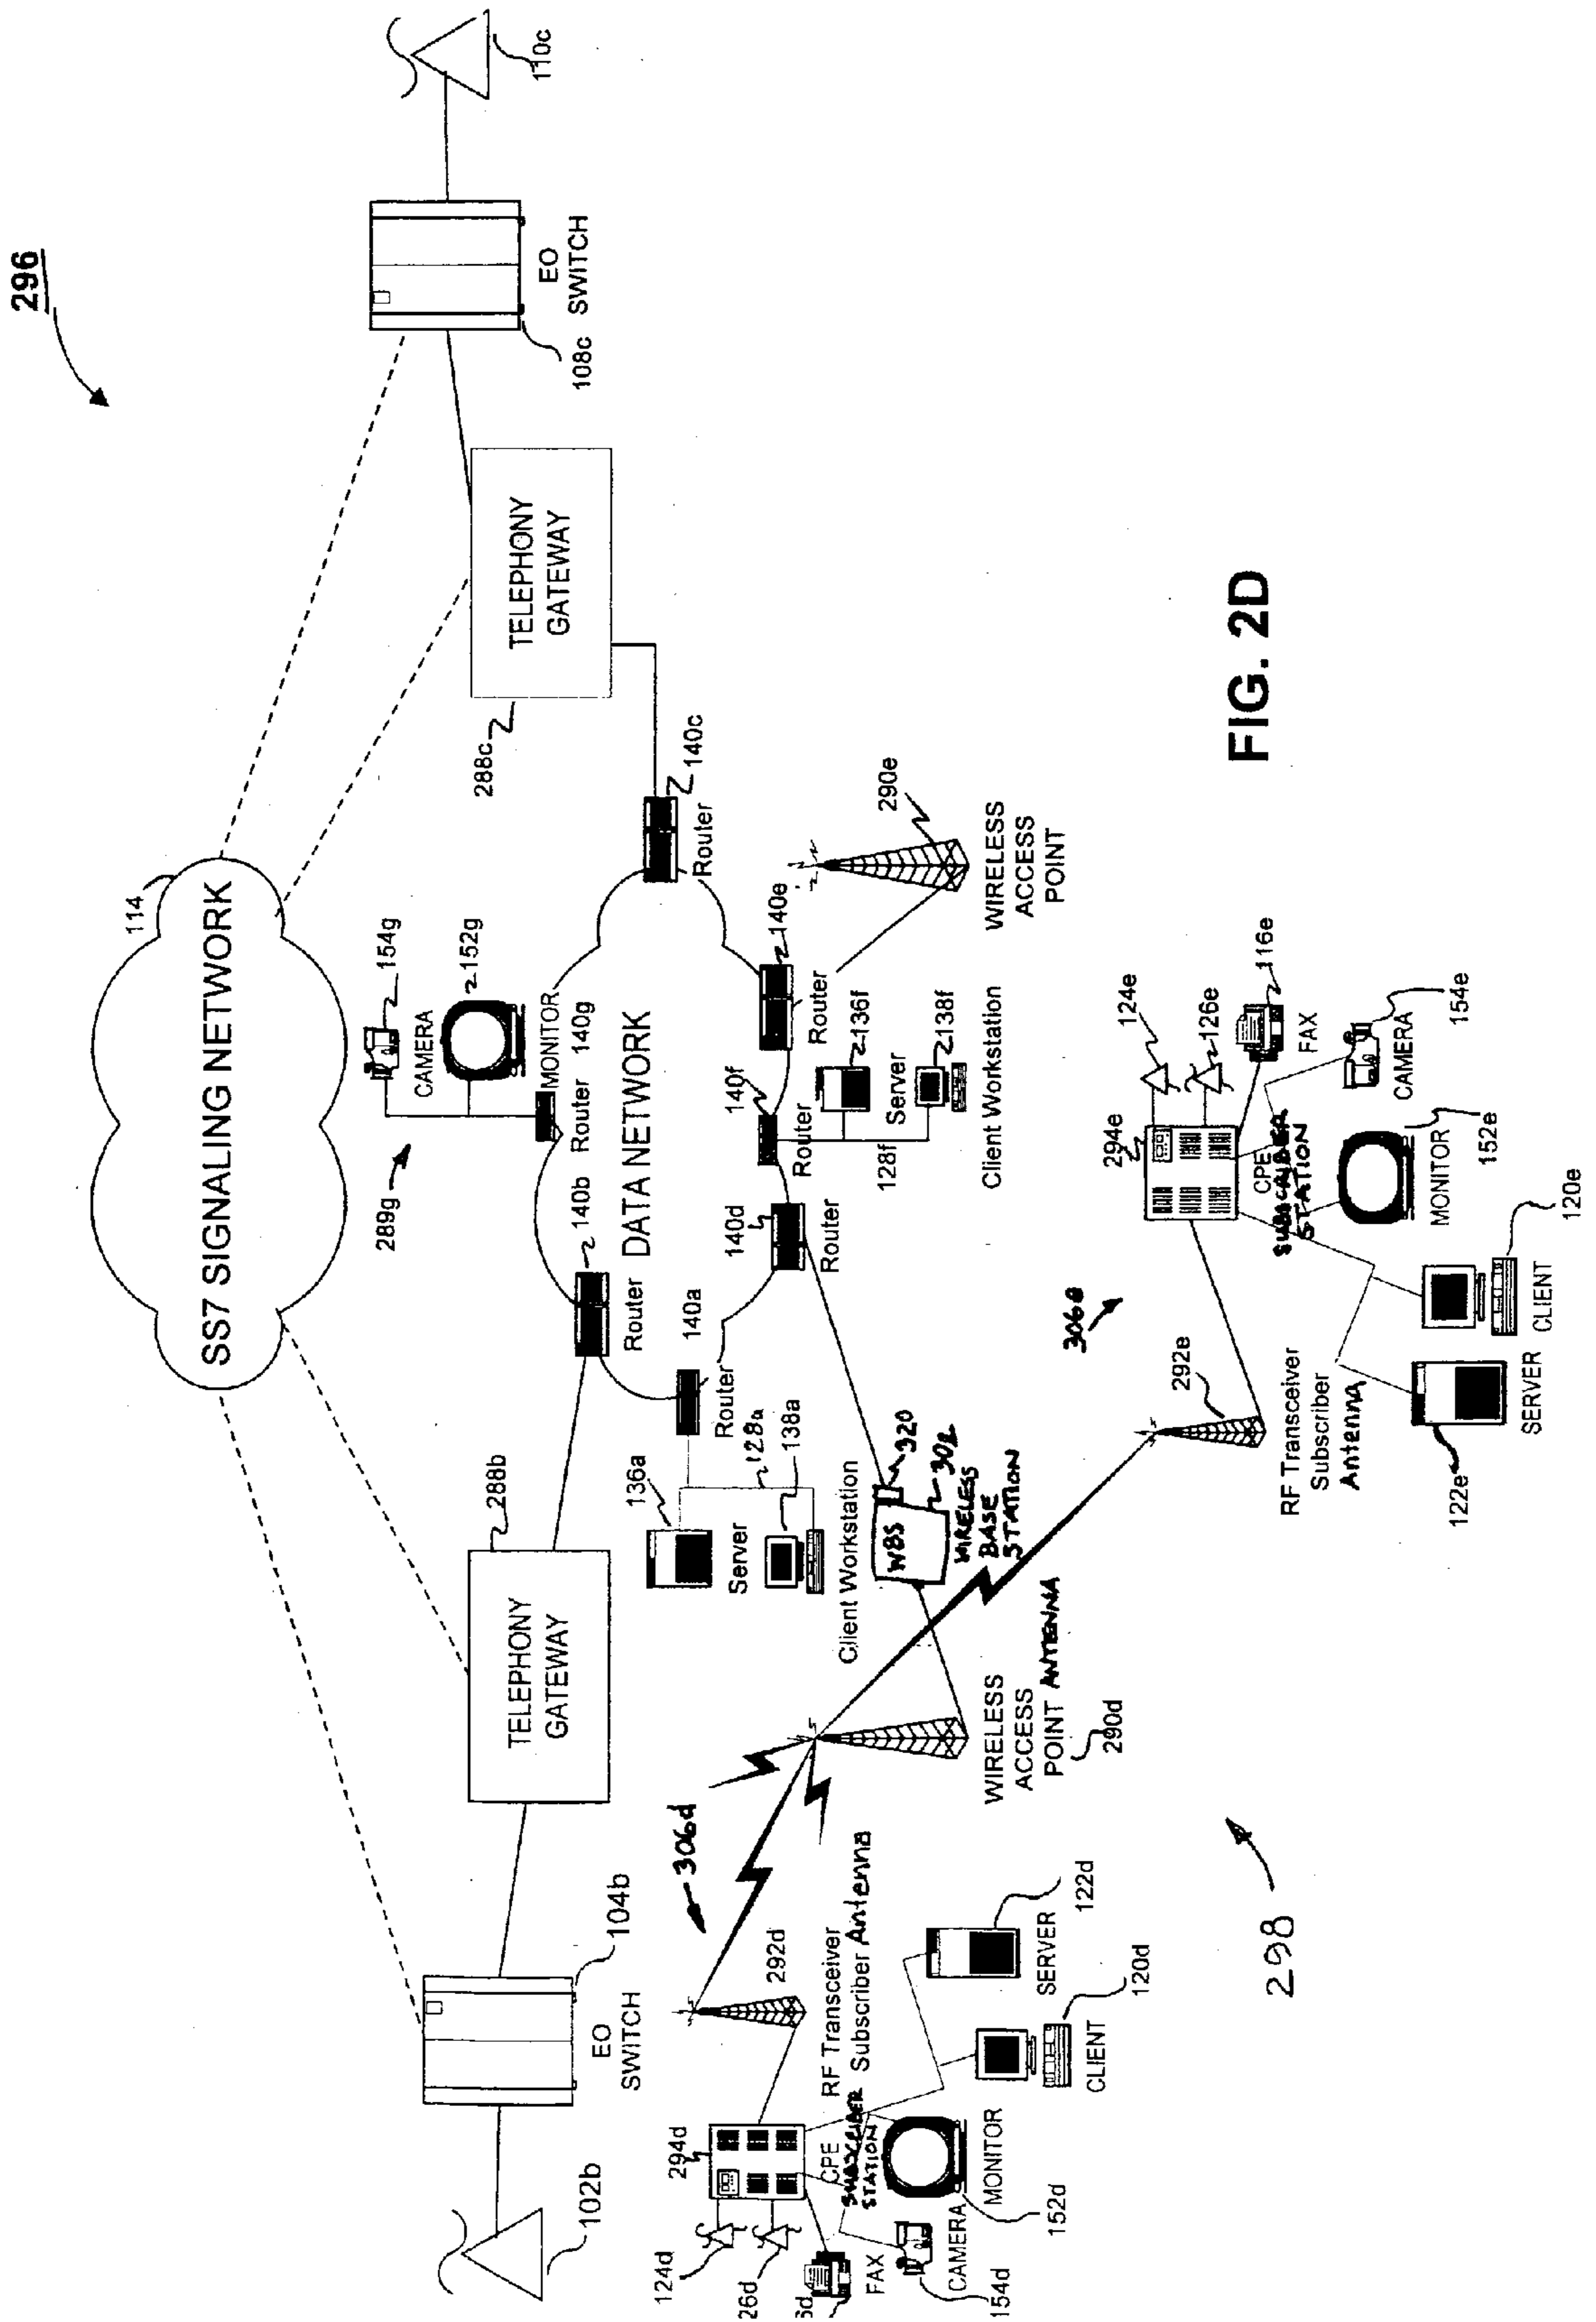 296
110c
EO
SWITCH
108c
114
SS7 SIGNALING NETWORK
TELEPHONY
GATEWAY
288c
154g
CAMERA
152g
MONITOR
289g
Router 140g
140b
Router
DATA NETWORK
140c
Router
140e
Router
290e
WIRELESS
ACCESS
POINT
140f
Router
136f
Server
138f
128f
Client Workstation
140d
Router
140a
Router
288b
TELEPHONY
GATEWAY
136a
Server
128a
138a
Client Workstation
320
302
WBS
WIRELESS
BASE
STATION
WIRELESS
ACCESS
POINT ANTENNA
290d
104b
EO
SWITCH
102b
306d
292d
RF Transceiver
Subscriber Antenna
294d
CPE
SUBSCRIBER
STATION
124d
26d
6d
FAX
CAMERA
154d
MONITOR
152d
CLIENT
120d
SERVER
122d
298
306e
292e
RF Transceiver
Subscriber
Antenna
294e
CPE
SUBSCRIBER
STATION
124e
126e
116e
FAX
CAMERA
154e
MONITOR
152e
CLIENT
120e
SERVER
122e
FIG. 2D